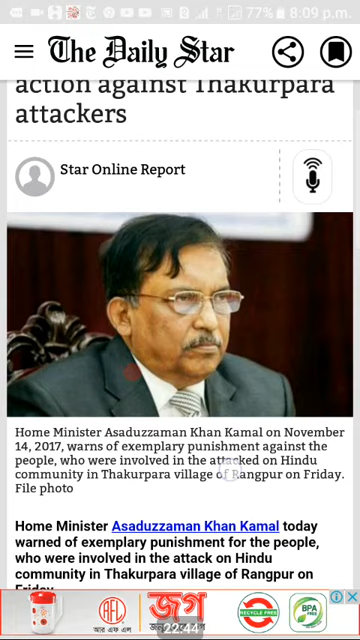 77% 8:09 p.m.
The Daily Star
action against Thakurpara
attackers
Star Online Report
Home Minister Asaduzzaman Khan Kamal on November
14, 2017, warns of exemplary punishment against the
people, who were involved in the attacked on Hindu
community in Thakurpara village of Rangpur on Friday.
File photo
Home Minister Asaduzzaman Khan Kamal today
warned of exemplary punishment for the people,
who were involved in the attack on Hindu
community in Thakurpara village of Rangpur on
Friday
RFL
আর এফ এল
জগ
RECYCLE FREE
BPA
FREE
22:44